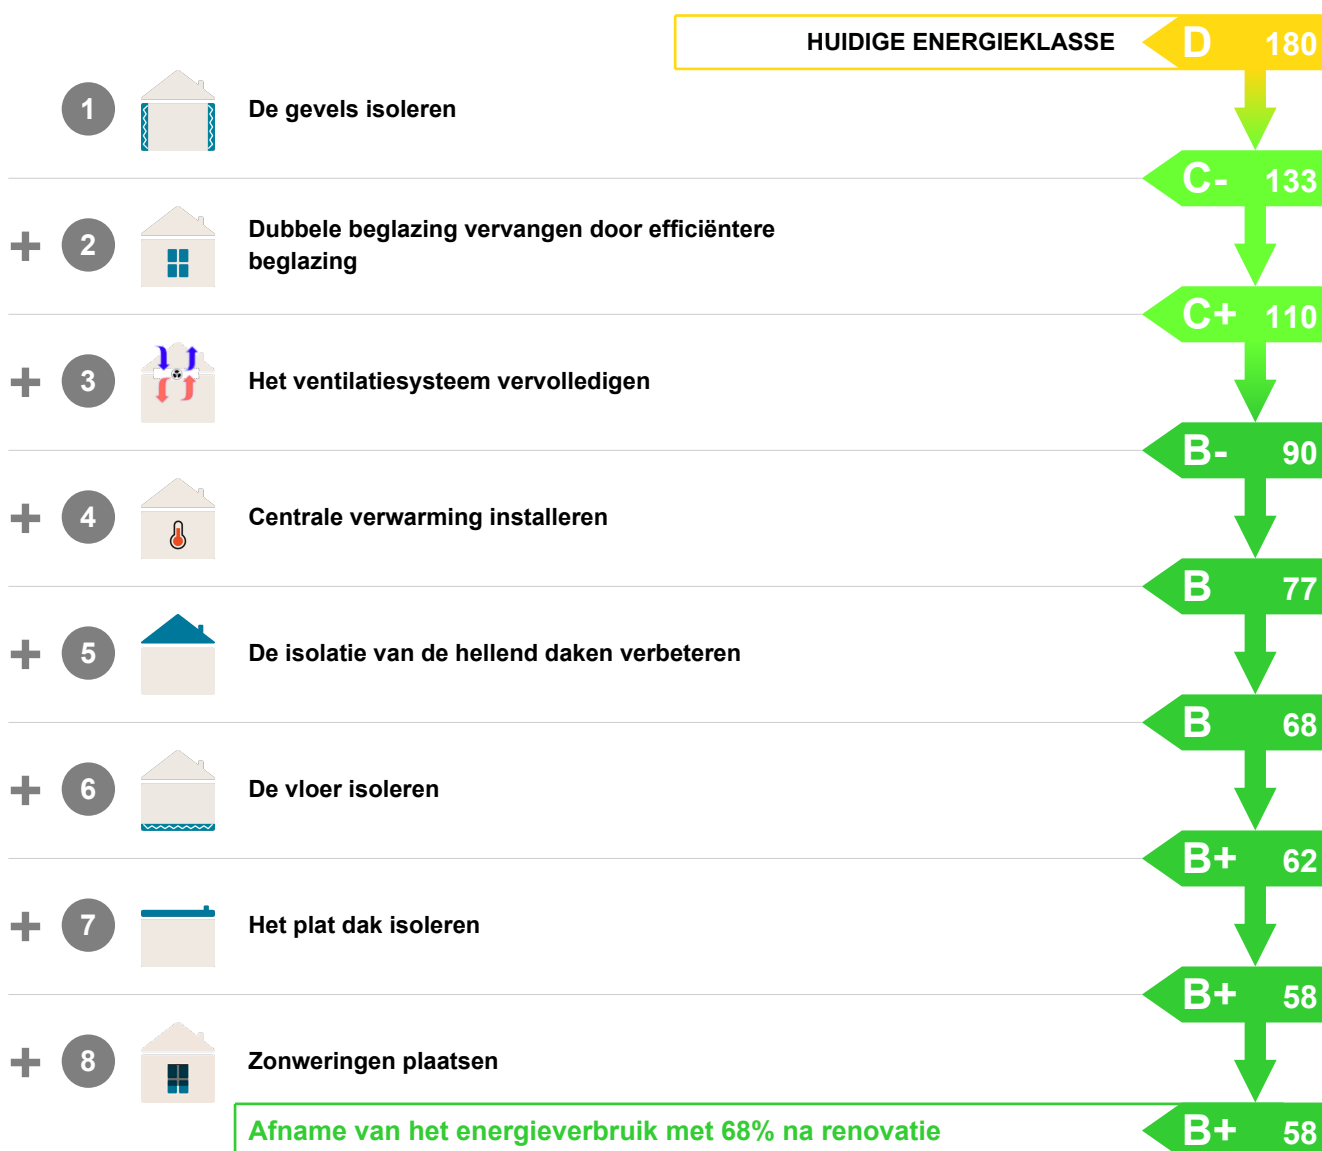 HUIDIGE ENERGIEKLASSE D 180
1 De gevels isoleren
C- 133
+ 2 Dubbele beglazing vervangen door efficiëntere
beglazing
C+ 110
+ 3 Het ventilatiesysteem vervolledigen
B- 90
+ 4 Centrale verwarming installeren
B 77
+ 5 De isolatie van de hellend daken verbeteren
B 68
+ 6 De vloer isoleren
B+ 62
+ 7 Het plat dak isoleren
B+ 58
+ 8 Zonweringen plaatsen
Afname van het energieverbruik met 68% na renovatie B+ 58